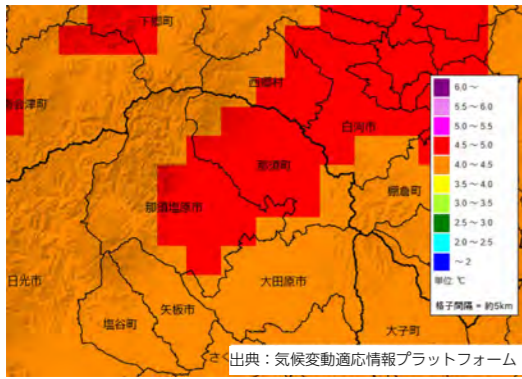 下郷町
西郷村
南会津町
白河市
那須町
棚倉町
那須塩原市
日光市
大田原市
矢板市
塩谷町
大子町
さく
6.0～
5.5～6.0
5.0～5.5
4.5～5.0
4.0～4.5
3.5～4.0
3.0～3.5
2.5～3.0
2.0～2.5
～2
単位:℃
格子間隔 = 約5km
出典：気候変動適応情報プラットフォーム